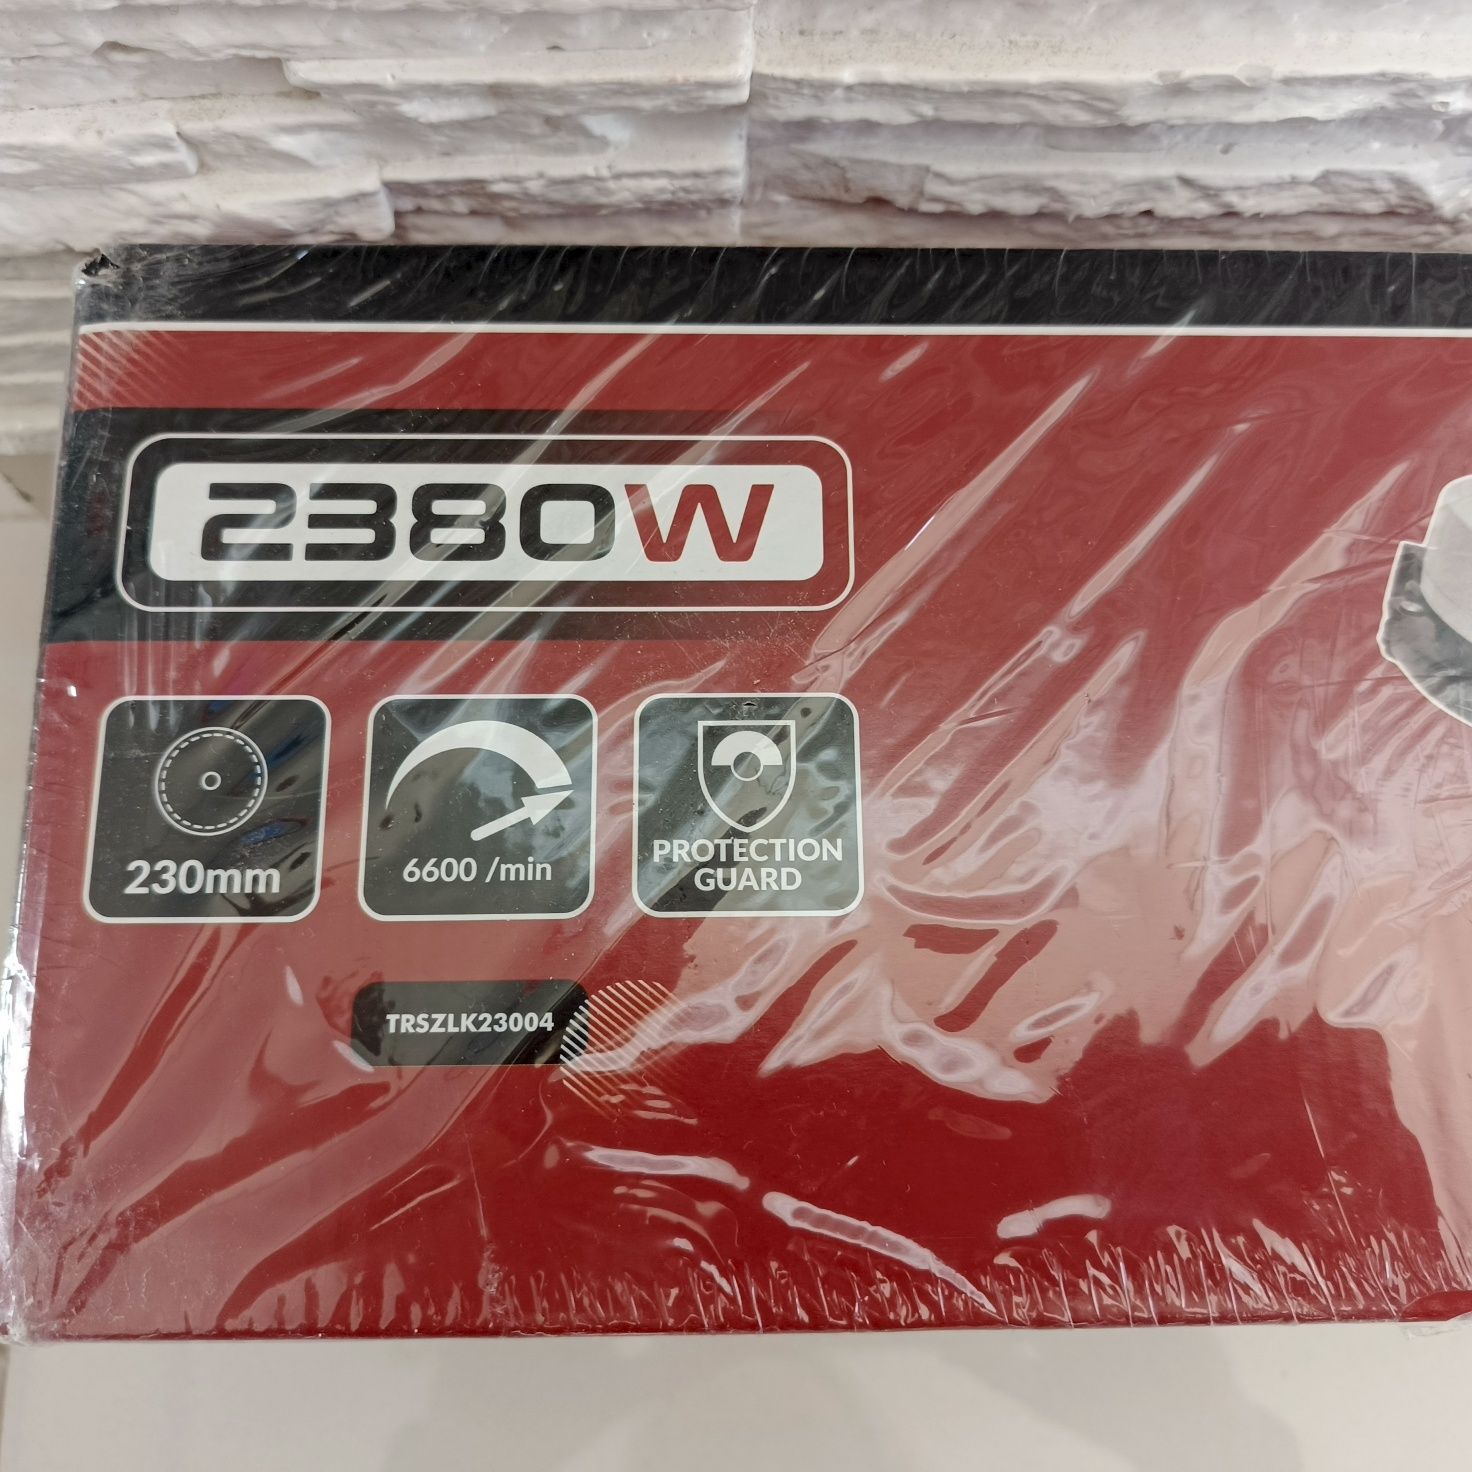 2380W
230mm
6600 /min
PROTECTION
GUARD
TRSZLK23004